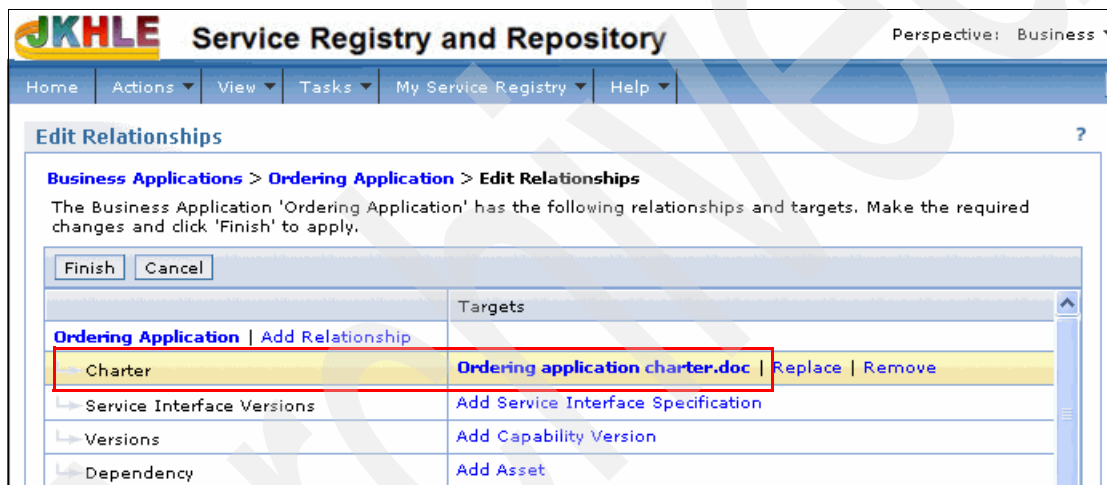 JKHLE Service Registry and Repository Perspective: Business
Home Actions View Tasks My Service Registry Help
Edit Relationships ?
Business Applications > Ordering Application > Edit Relationships
The Business Application 'Ordering Application' has the following relationships and targets. Make the required
changes and click 'Finish' to apply.
Finish Cancel
Targets
Ordering Application | Add Relationship
Charter Ordering application charter.doc | Replace | Remove
Service Interface Versions Add Service Interface Specification
Versions Add Capability Version
Dependency Add Asset